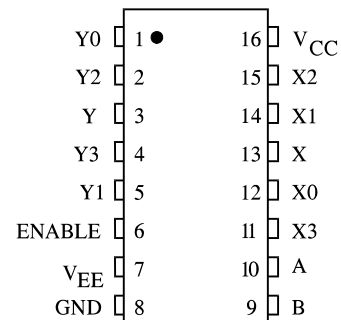 Y0 1 16 VCC
Y2 2 15 X2
Y 3 14 X1
Y3 4 13 X
Y1 5 12 X0
ENABLE 6 11 X3
VEE 7 10 A
GND 8 9 B